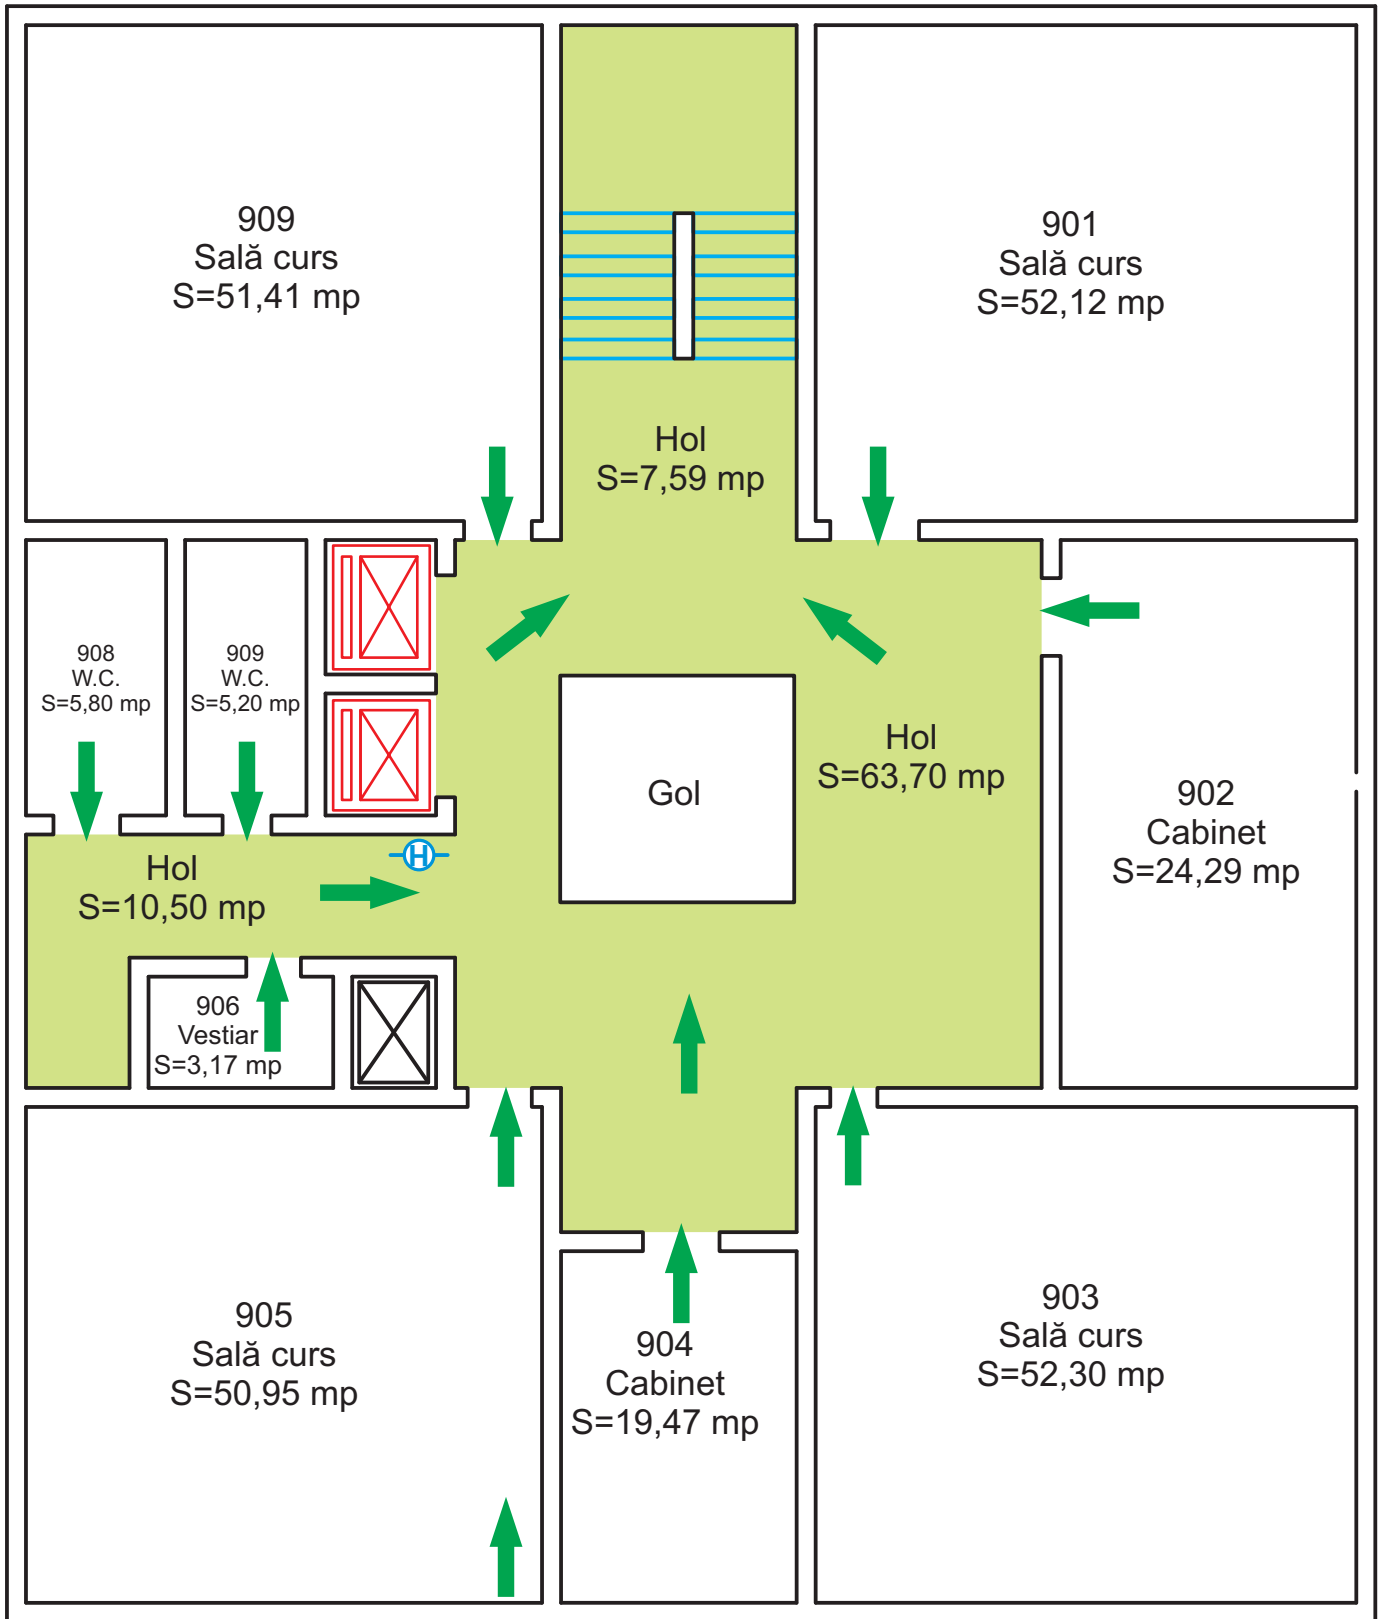 909
Sală curs
S=51,41 mp
901
Sală curs
S=52,12 mp
Hol
S=7,59 mp
908
W.C.
S=5,80 mp
909
W.C.
S=5,20 mp
Hol
S=63,70 mp
Gol
902
Cabinet
S=24,29 mp
H
Hol
S=10,50 mp
906
Vestiar
S=3,17 mp
905
Sală curs
S=50,95 mp
904
Cabinet
S=19,47 mp
903
Sală curs
S=52,30 mp